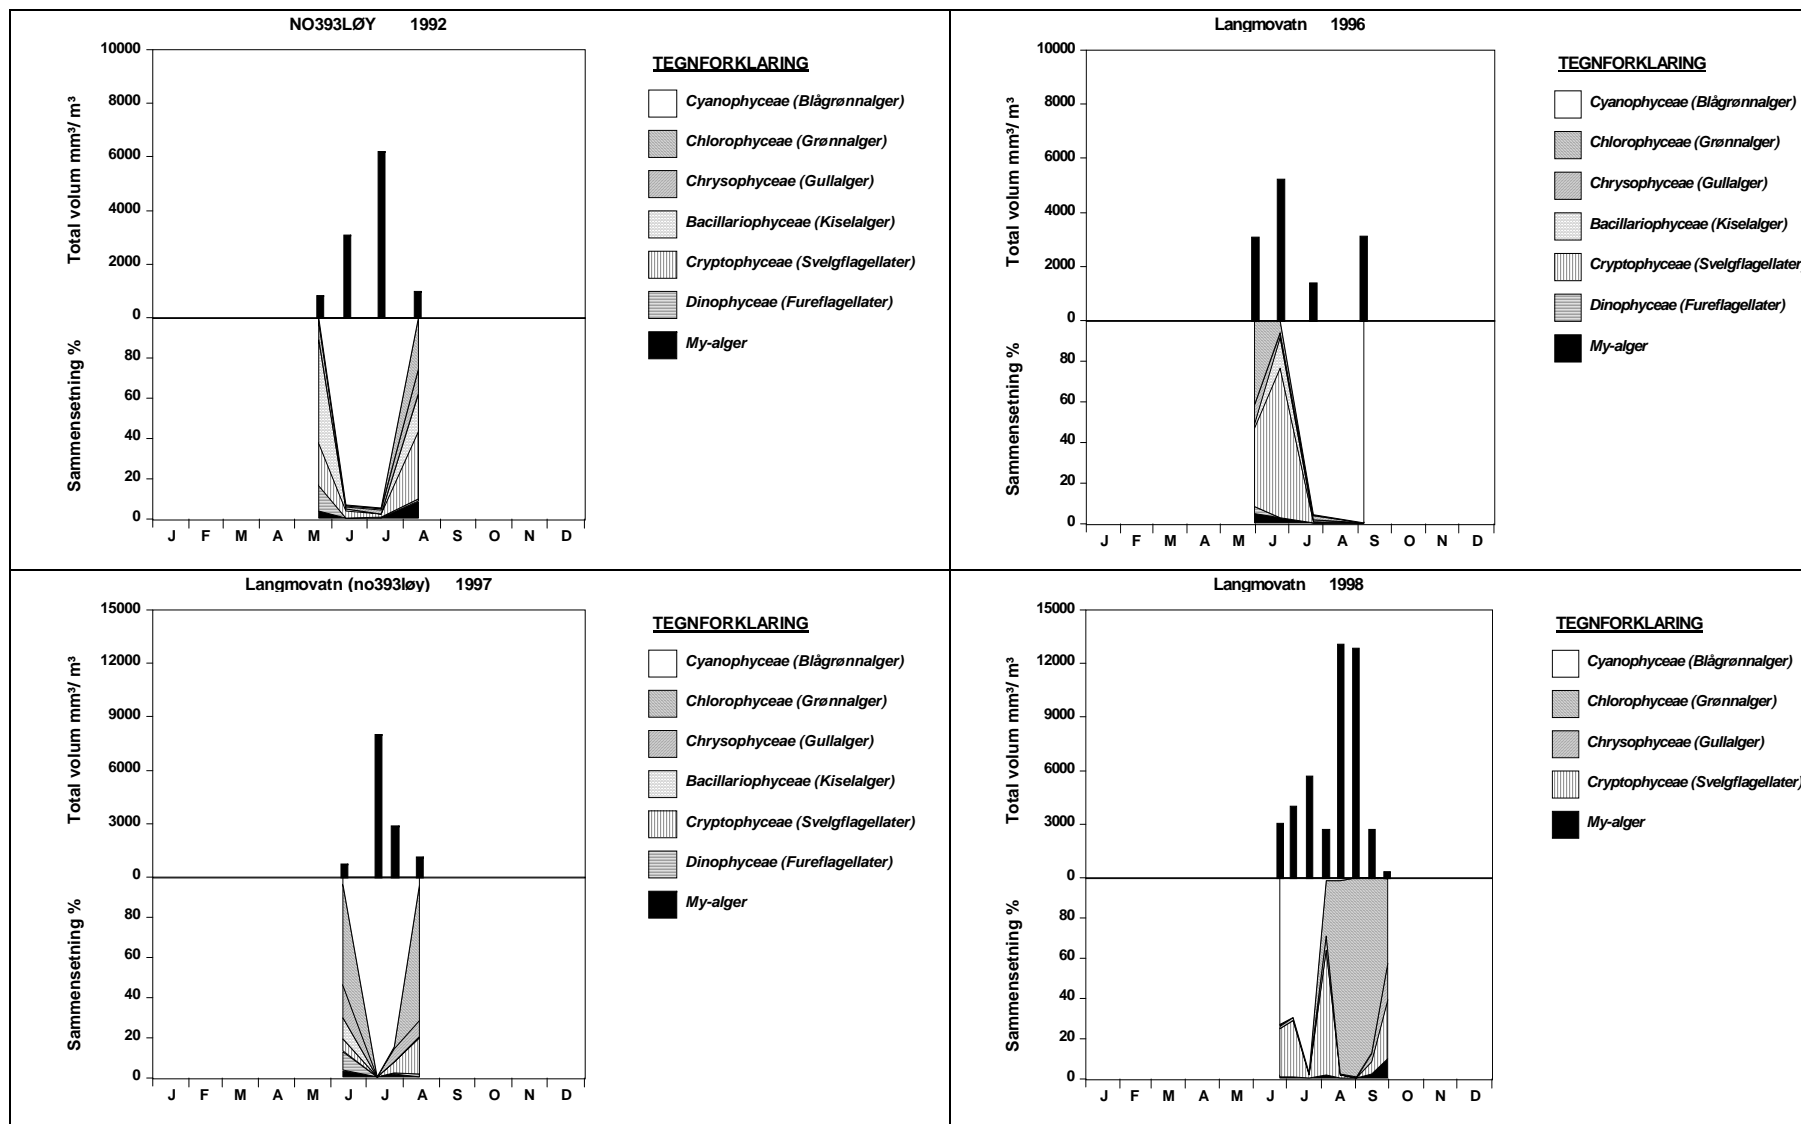 NO393LØY 1992
Total volum mm³/ m³
10000
8000
6000
4000
2000
0
Sammensetning %
80
60
40
20
0
J F M A M J J A S O N D
TEGNFORKLARING
Cyanophyceae (Blågrønnalger)
Chlorophyceae (Grønnalger)
Chrysophyceae (Gullalger)
Bacillariophyceae (Kiselalger)
Cryptophyceae (Svelgflagellater)
Dinophyceae (Fureflagellater)
My-alger
Langmovatn 1996
Total volum mm³/ m³
10000
8000
6000
4000
2000
0
Sammensetning %
80
60
40
20
0
J F M A M J J A S O N D
TEGNFORKLARING
Cyanophyceae (Blågrønnalger)
Chlorophyceae (Grønnalger)
Chrysophyceae (Gullalger)
Bacillariophyceae (Kiselalger)
Cryptophyceae (Svelgflagellater)
Dinophyceae (Fureflagellater)
My-alger
Langmovatn (no393løy) 1997
Total volum mm³/ m³
15000
12000
9000
6000
3000
0
Sammensetning %
80
60
40
20
0
J F M A M J J A S O N D
TEGNFORKLARING
Cyanophyceae (Blågrønnalger)
Chlorophyceae (Grønnalger)
Chrysophyceae (Gullalger)
Bacillariophyceae (Kiselalger)
Cryptophyceae (Svelgflagellater)
Dinophyceae (Fureflagellater)
My-alger
Langmovatn 1998
Total volum mm³/ m³
15000
12000
9000
6000
3000
0
Sammensetning %
80
60
40
20
0
J F M A M J J A S O N D
TEGNFORKLARING
Cyanophyceae (Blågrønnalger)
Chlorophyceae (Grønnalger)
Chrysophyceae (Gullalger)
Cryptophyceae (Svelgflagellater)
My-alger